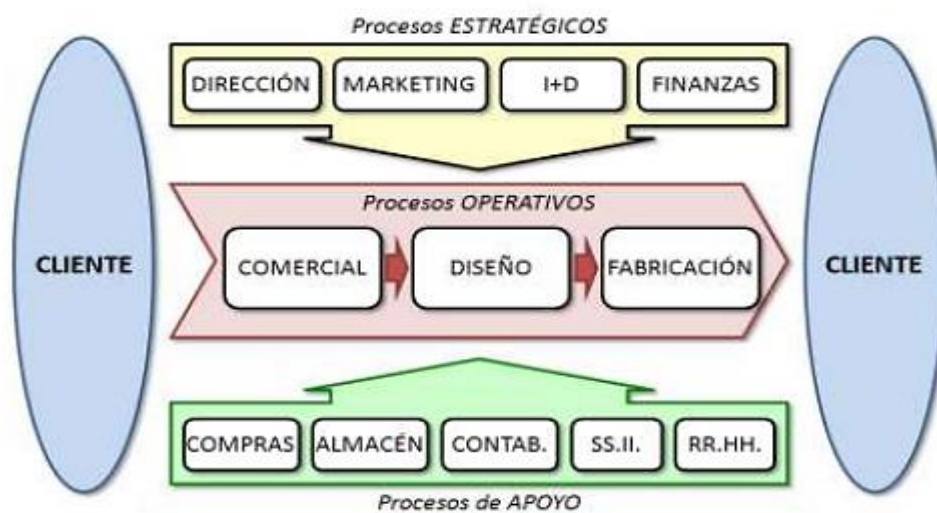 Procesos ESTRATÉGICOS
DIRECCIÓN
MARKETING
I+D
FINANZAS
Procesos OPERATIVOS
CLIENTE
COMERCIAL
DISEÑO
FABRICACIÓN
CLIENTE
COMPRAS
ALMACÉN
CONTAB.
SS.II.
RR.HH.
Procesos de APOYO